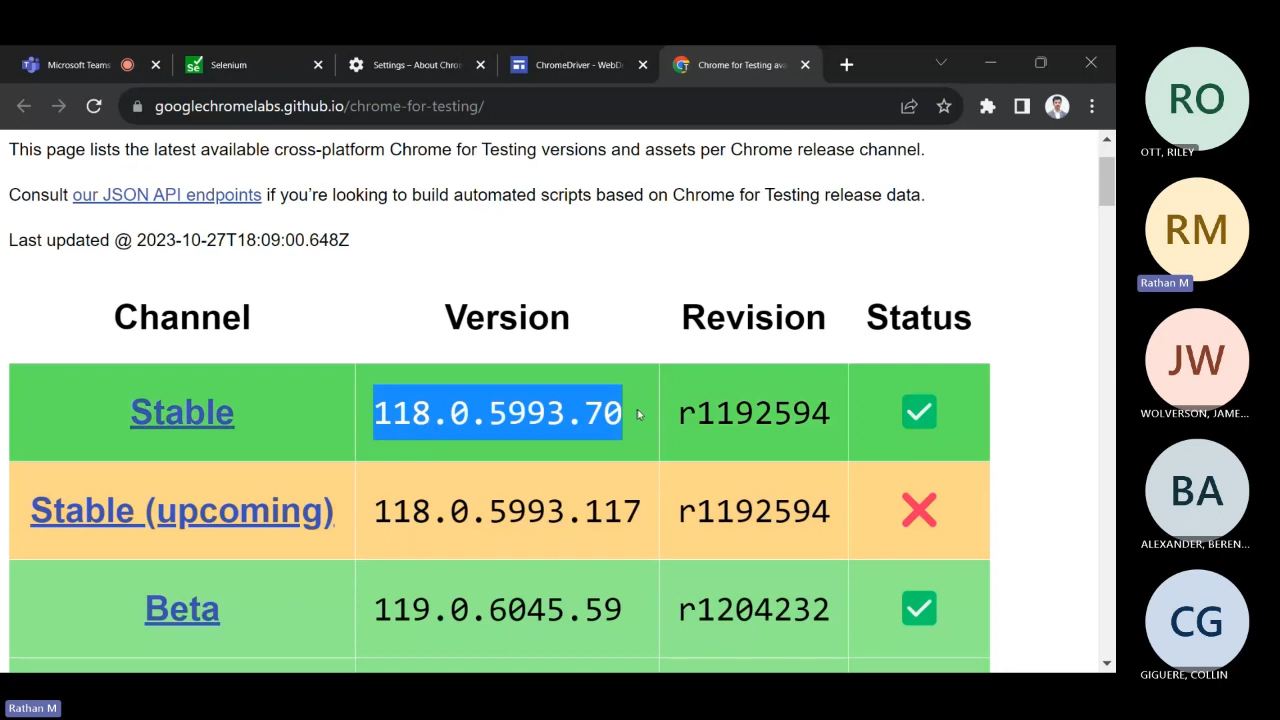 Microsoft Teams
Selenium
Settings – About Chro
ChromeDriver - WebD
Chrome for Testing ava
googlechromelabs.github.io/chrome-for-testing/
This page lists the latest available cross-platform Chrome for Testing versions and assets per Chrome release channel.
Consult our JSON API endpoints if you're looking to build automated scripts based on Chrome for Testing release data.
Last updated @ 2023-10-27T18:09:00.648Z
Channel Version Revision Status
Stable 118.0.5993.70 r1192594
Stable (upcoming) 118.0.5993.117 r1192594
Beta 119.0.6045.59 r1204232
RO
OTT, RILEY
RM
Rathan M
JW
WOLVERSON, JAME...
BA
ALEXANDER, BEREN...
CG
GIGUERE, COLLIN
Rathan M